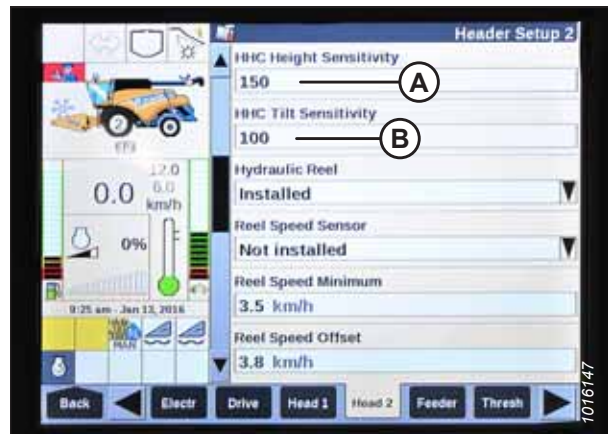 Header Setup 2
HHC Height Sensitivity
150
A
HHC Tilt Sensitivity
100
B
Hydraulic Reel
Installed
Reel Speed Sensor
Not installed
Reel Speed Minimum
3.5 km/h
Reel Speed Offset
3.8 km/h
2
12.0
0.0 6.0
km/h
0%
9:25 am - Jan 13, 2016
MAN
Back Electr Drive Head 1 Head 2 Feeder Thresh
1016147